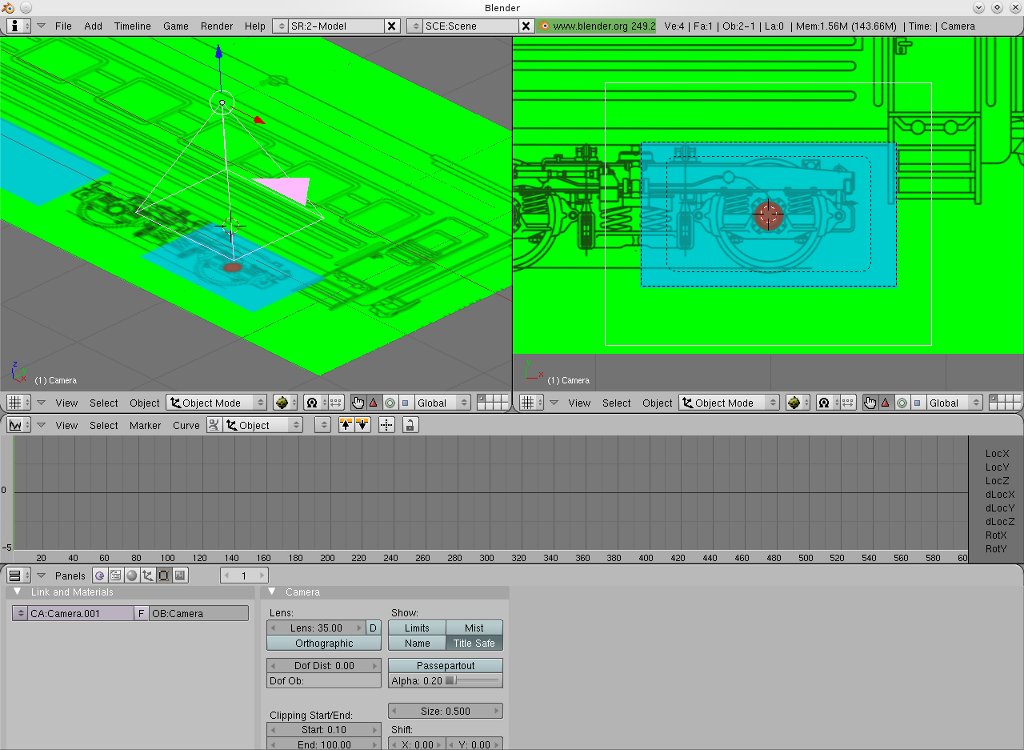 Blender
i File Add Timeline Game Render Help SR:2-Model SCE:Scene www.blender.org 249.2 Ve:4 | Fa:1 | Ob:2-1 | La:0 | Mem:1.56M (143.66M) | Time: | Camera
Z
X
(1) Camera
X
(1) Camera
View Select Object Object Mode Global
View Select Object Object Mode Global
View Select Marker Curve Object
0
-5
LocX
LocY
LocZ
dLocX
dLocY
dLocZ
RotX
RotY
20 40 60 80 100 120 140 160 180 200 220 240 260 280 300 320 340 360 380 400 420 440 460 480 500 520 540 560 580 60
Panels 1
Link and Materials
CA:Camera.001 F OB:Camera
Camera
Lens:
Lens: 35.00 D
Orthographic
Dof Dist: 0.00
Dof Ob:
Clipping Start/End:
Start: 0.10
End: 100.00
Show:
Limits Mist
Name Title Safe
Passepartout
Alpha: 0.20
Size: 0.500
Shift:
X: 0.00 Y: 0.00